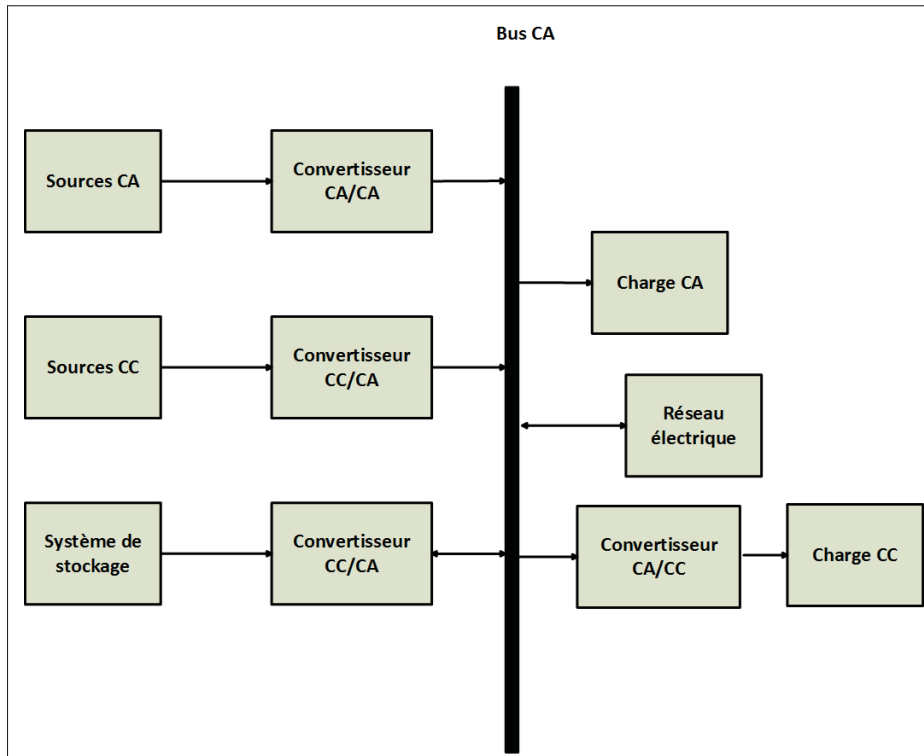 Bus CA
Sources CA
Convertisseur
CA/CA
Charge CA
Sources CC
Convertisseur
CC/CA
Réseau
électrique
Système de
stockage
Convertisseur
CC/CA
Convertisseur
CA/CC
Charge CC